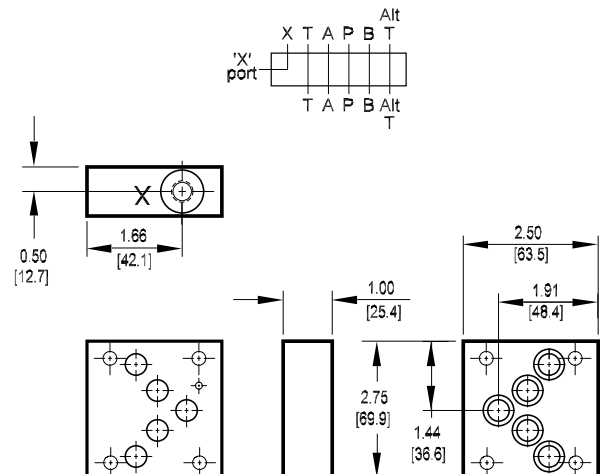 Alt
X T A P B T
'X'
port
T A P B Alt
T
X
1.66
[42.1]
0.50
[12.7]
2.50
[63.5]
1.00
[25.4]
1.91
[48.4]
2.75
[69.9]
1.44
[36.6]